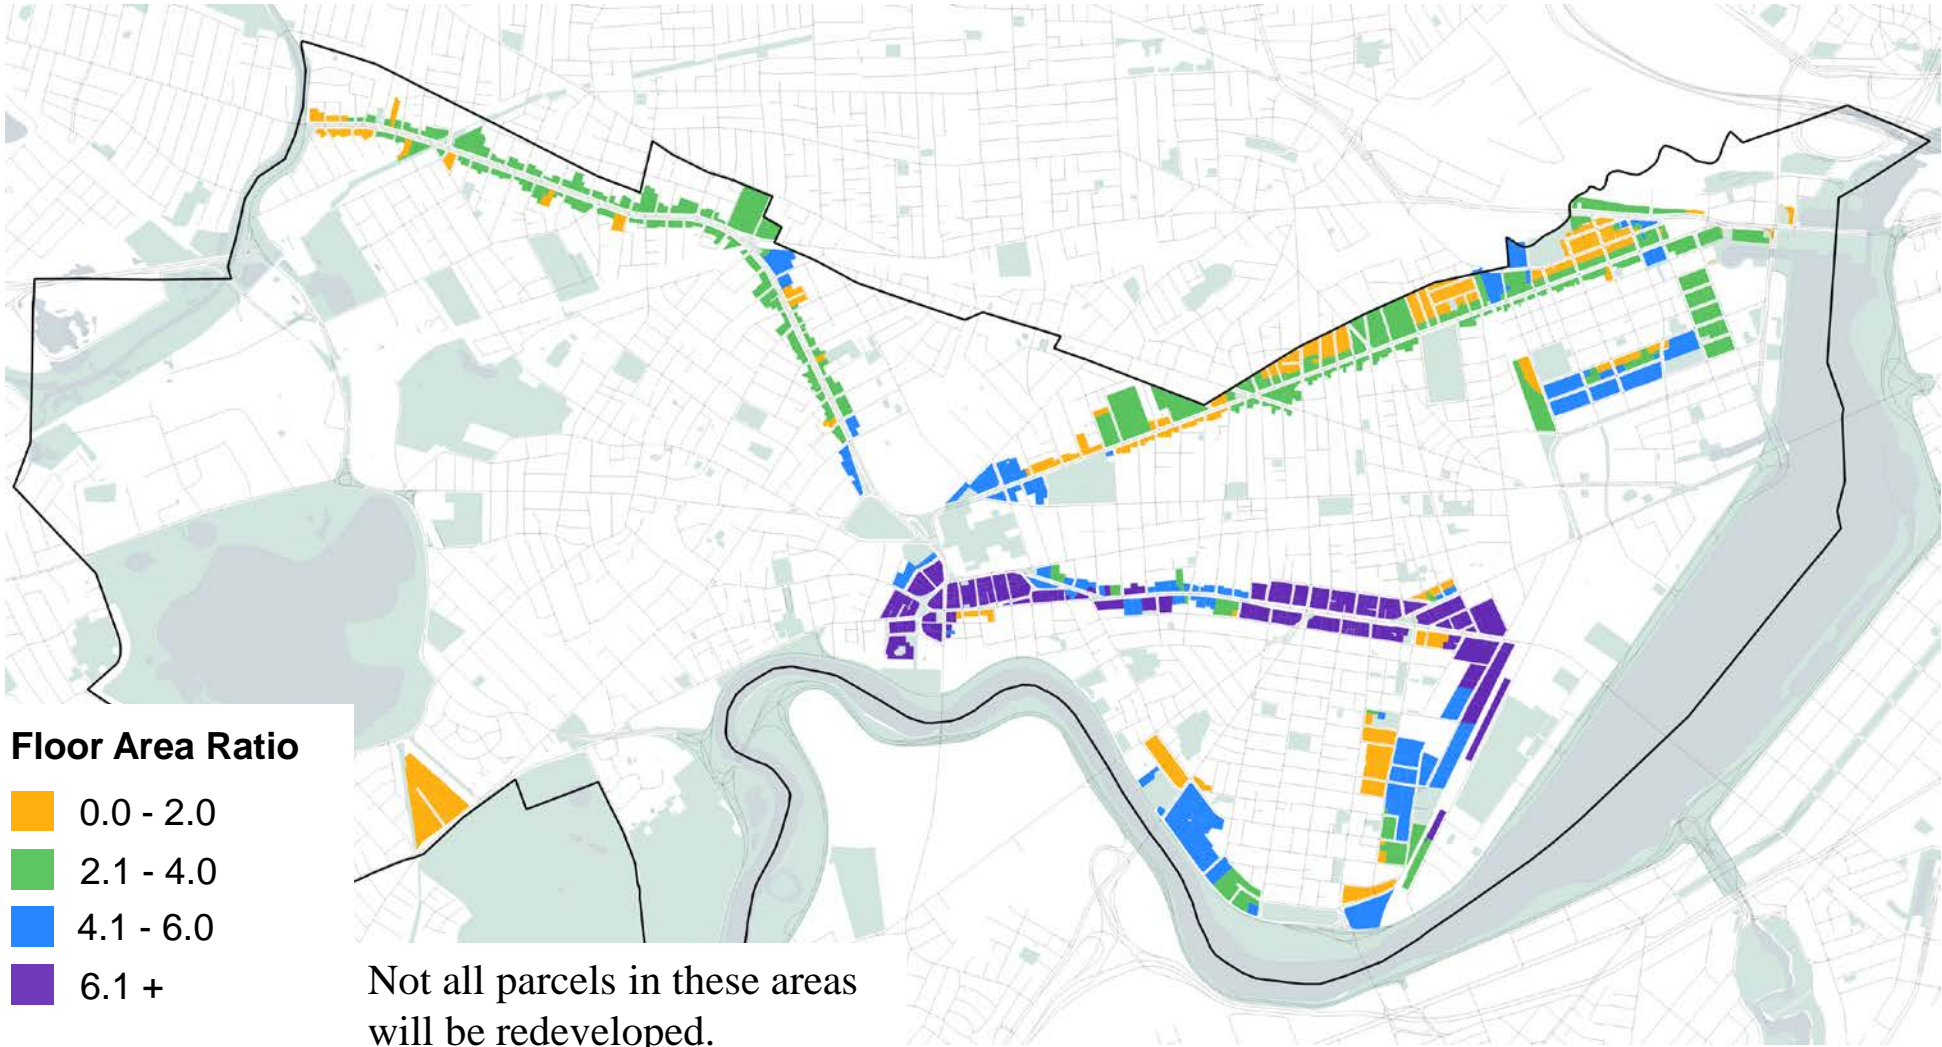 Floor Area Ratio
0.0 - 2.0
2.1 - 4.0
4.1 - 6.0
6.1 +
Not all parcels in these areas
will be redeveloped.